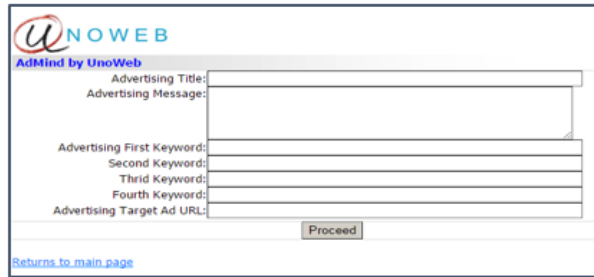 UNOWEB
AdMind by UnoWeb
Advertising Title:
Advertising Message:
Advertising First Keyword:
Second Keyword:
Thrid Keyword:
Fourth Keyword:
Advertising Target Ad URL:
Proceed
Returns to main page